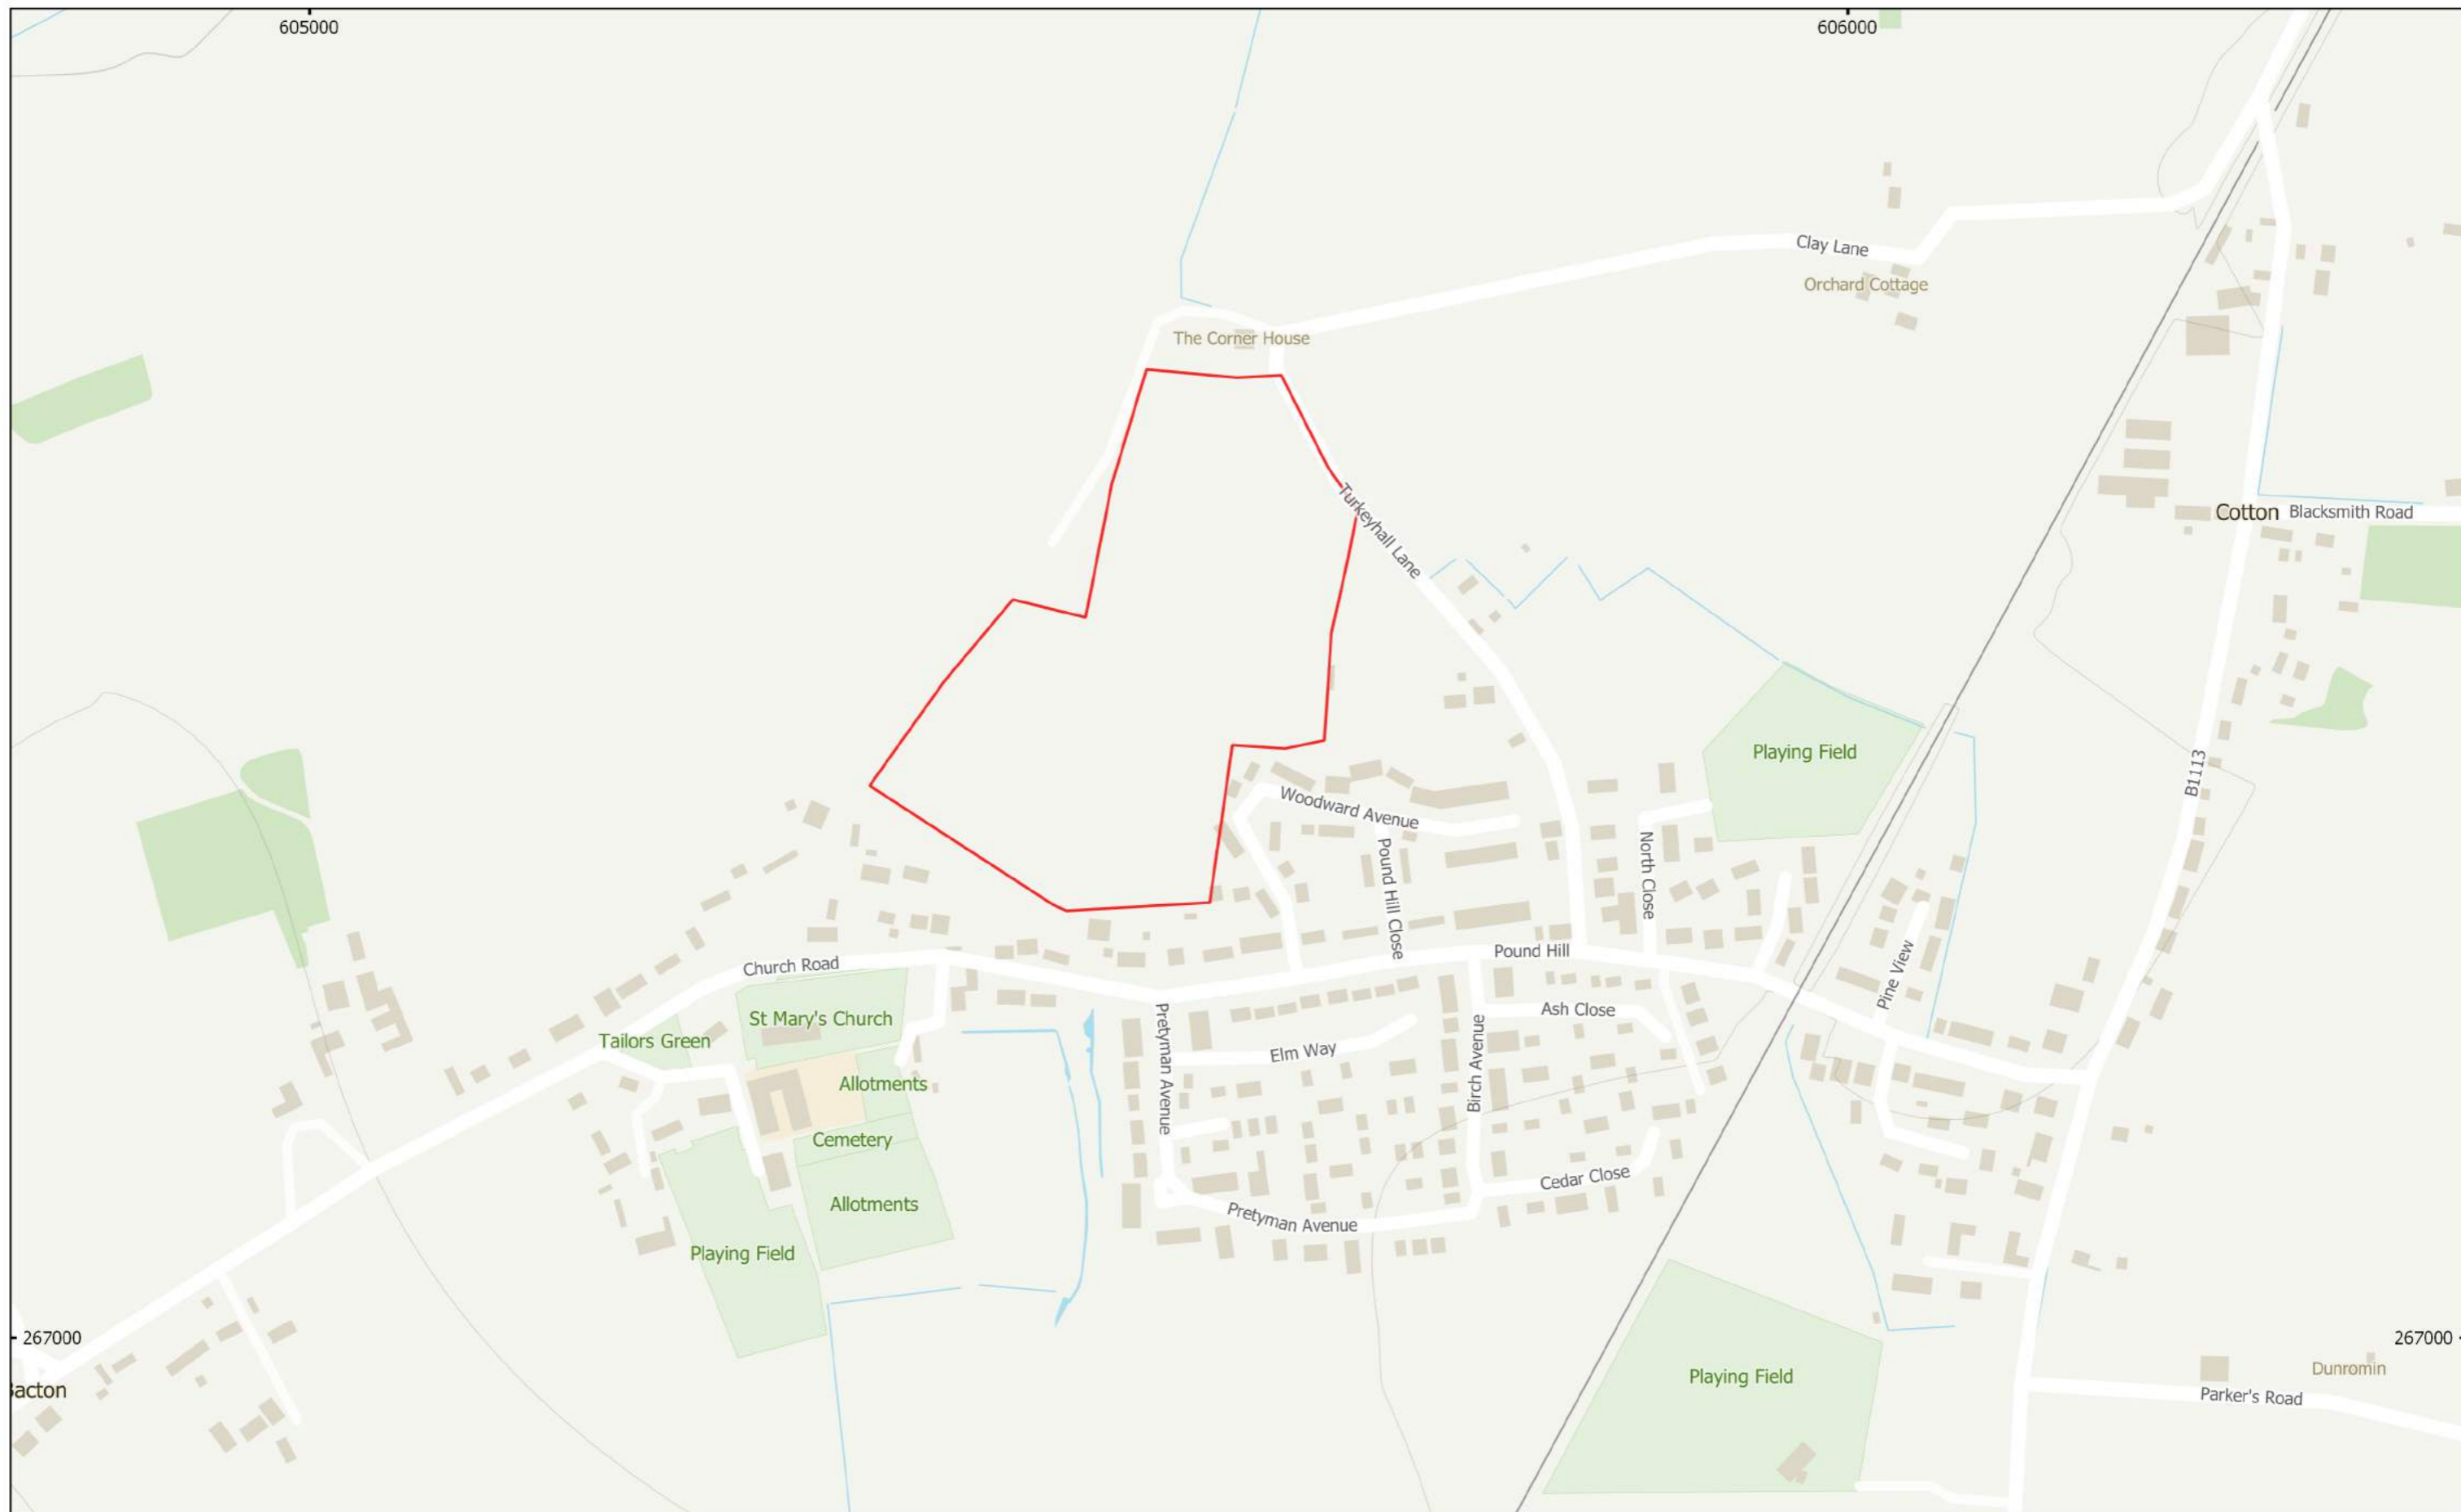 605000
606000
Clay Lane
Orchard Cottage
The Corner House
Turkeyhall Lane
Cotton
Blacksmith Road
Playing Field
B1113
Woodward Avenue
Pound Hill Close
North Close
Pound Hill
Church Road
Pine View
St Mary's Church
Tailors Green
Ash Close
Pretyman Avenue
Elm Way
Birch Avenue
Allotments
Cemetery
Cedar Close
Allotments
Pretyman Avenue
Playing Field
267000
267000
Dunromin
Playing Field
acton
Parker's Road